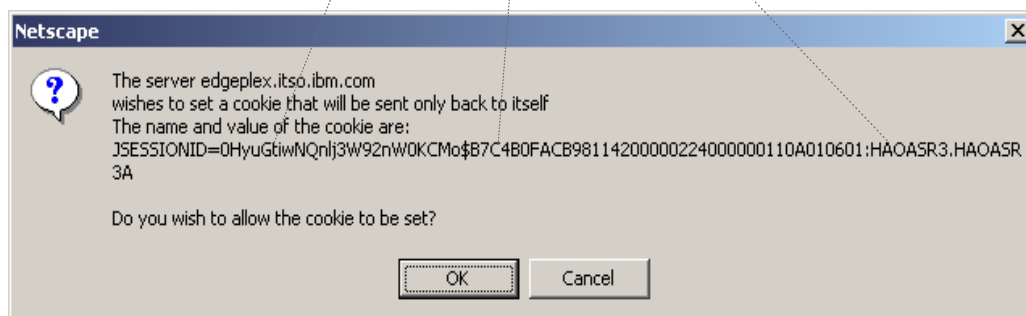 Netscape
The server edgeplex.itso.ibm.com
wishes to set a cookie that will be sent only back to itself
The name and value of the cookie are:
JSESSIONID=0HyuGtiwNQnlj3W92nW0KCMo$B7C4B0FACB98114200000224000000110A010601:HAOASR3.HAOASR
3A
Do you wish to allow the cookie to be set?
OK Cancel